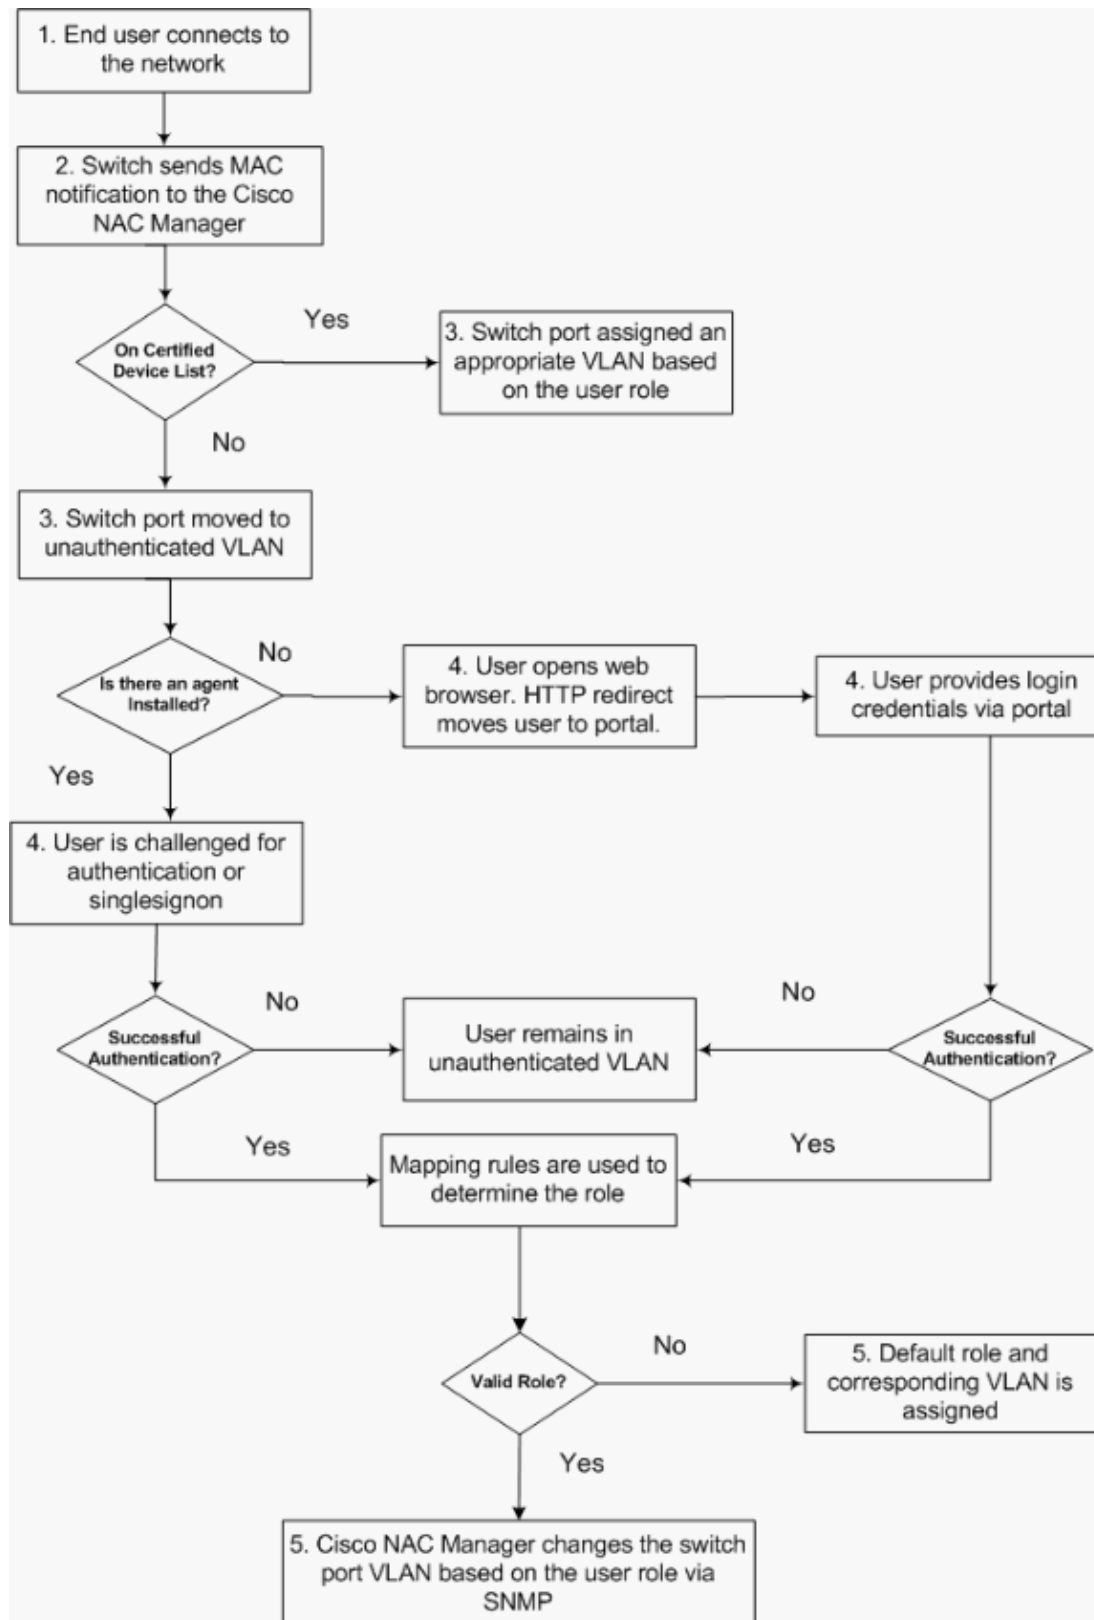 1. End user connects to
the network
2. Switch sends MAC
notification to the Cisco
NAC Manager
On Certified
Device List?
Yes
3. Switch port assigned an
appropriate VLAN based
on the user role
No
3. Switch port moved to
unauthenticated VLAN
Is there an agent
Installed?
No
4. User opens web
browser. HTTP redirect
moves user to portal.
4. User provides login
credentials via portal
Yes
4. User is challenged for
authentication or
singlesignon
Successful
Authentication?
No
User remains in
unauthenticated VLAN
No
Successful
Authentication?
Yes
Mapping rules are used to
determine the role
Yes
Valid Role?
No
5. Default role and
corresponding VLAN is
assigned
Yes
5. Cisco NAC Manager changes the switch
port VLAN based on the user role via
SNMP